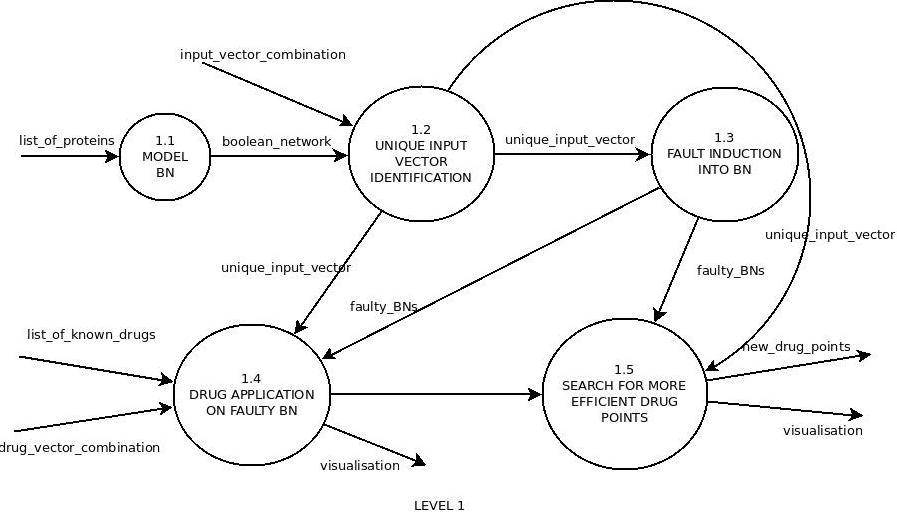 input_vector_combination
list_of_proteins
1.1
MODEL
BN
boolean_network
1.2
UNIQUE INPUT
VECTOR
IDENTIFICATION
unique_input_vector
1.3
FAULT INDUCTION
INTO BN
unique_input_vector
unique_input_vector
faulty_BNs
faulty_BNs
list_of_known_drugs
drug_vector_combination
1.4
DRUG APPLICATION
ON FAULTY BN
visualisation
1.5
SEARCH FOR MORE
EFFICIENT DRUG
POINTS
new_drug_points
visualisation
LEVEL 1